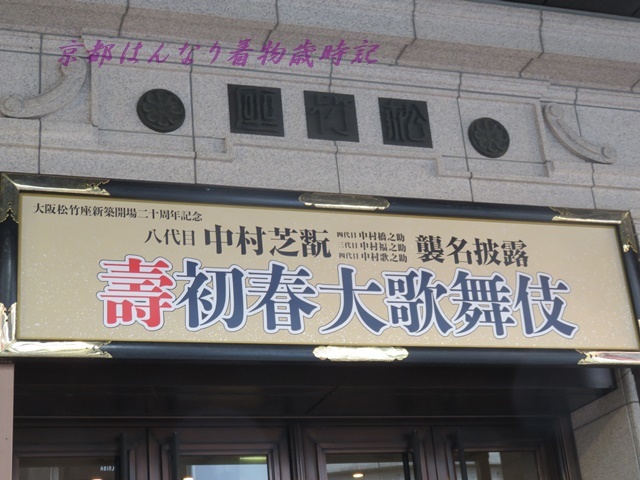 京都はんなり着物歳時記
座竹松
大阪松竹座新築開場二十周年記念
八代目 中村芝翫 四代目 中村橋之助 三代目 中村福之助 四代目 中村歌之助 襲名披露
壽初春大歌舞伎